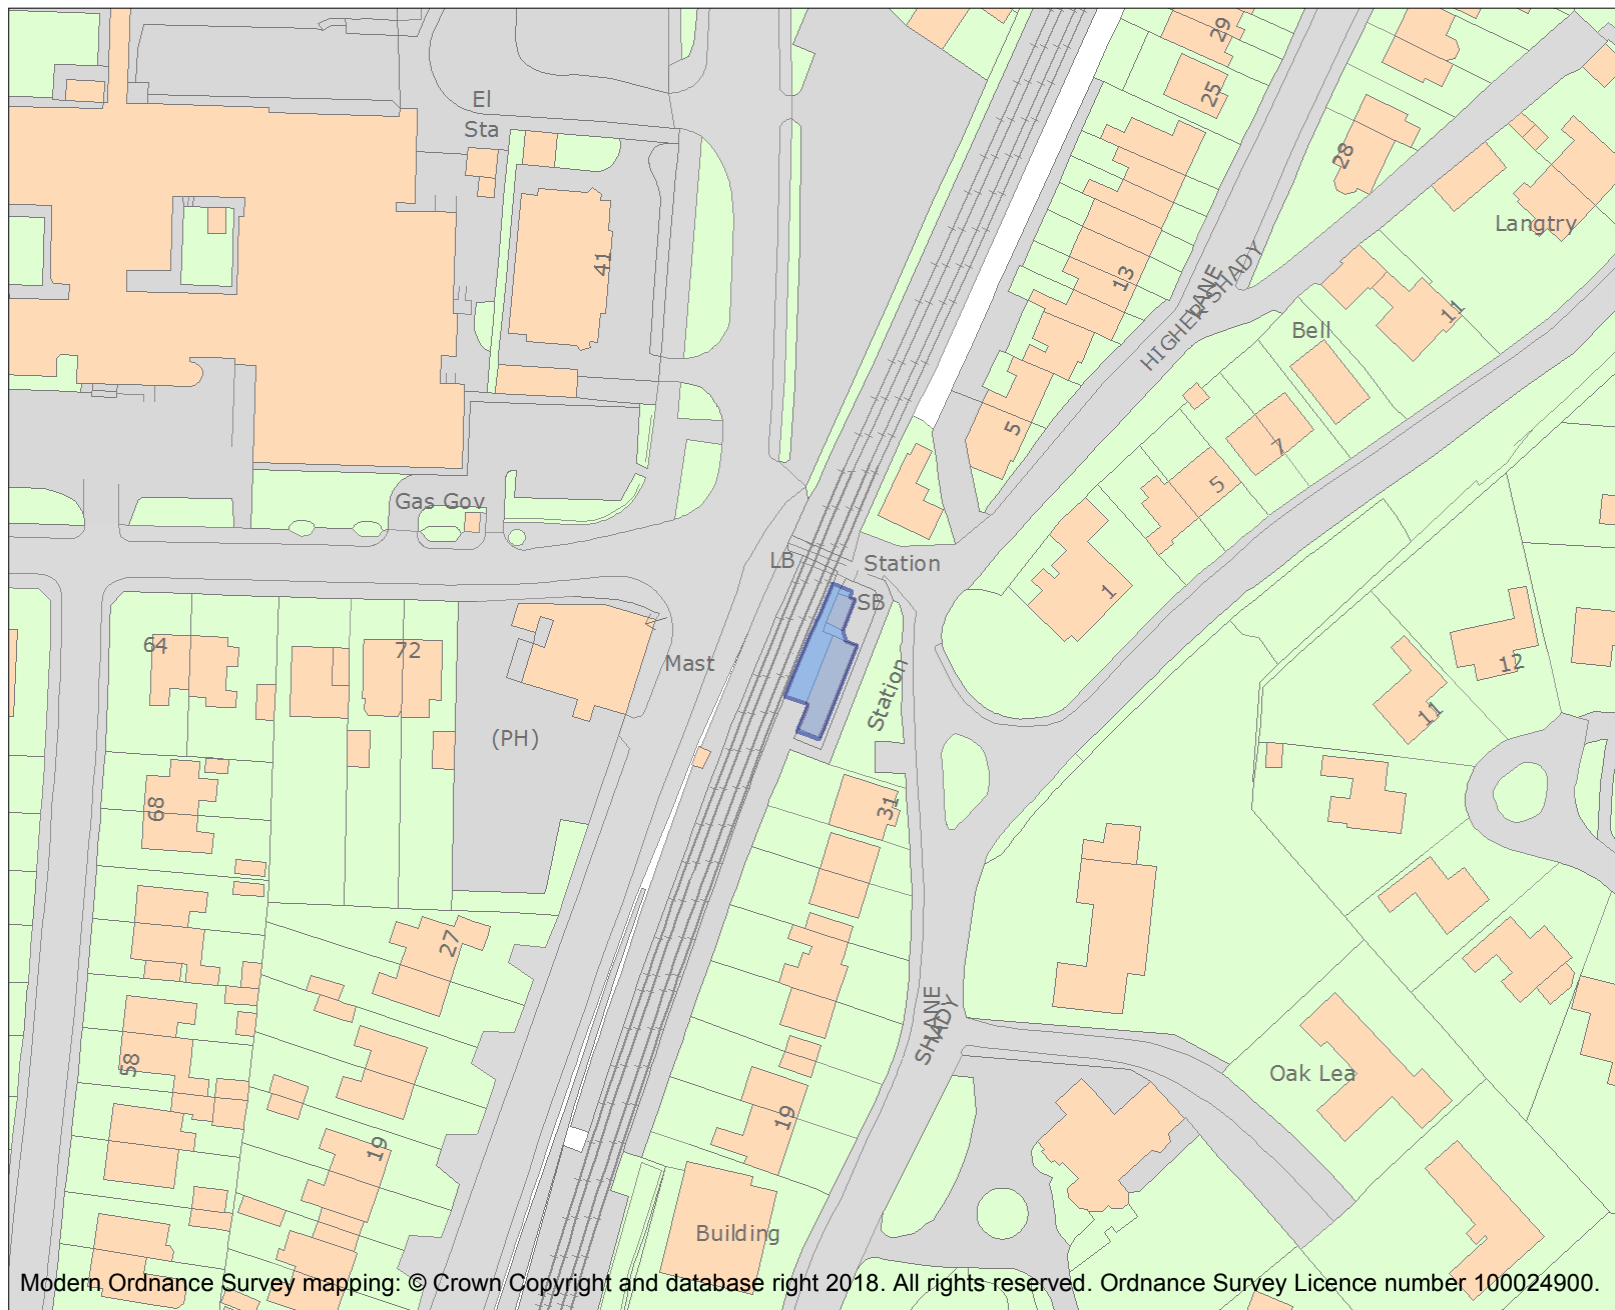 29
El
Sta
25
28
Langtry
41
13
HIGHER SHADY
LANE
11
Bell
5
7
5
Gas Gov
LB
Station
1
SB
64
72
Mast
Station
12
11
(PH)
68
31
27
SHADY
LANE
58
Oak Lea
19
19
Building
Modern Ordnance Survey mapping: © Crown Copyright and database right 2018. All rights reserved. Ordnance Survey Licence number 100024900.